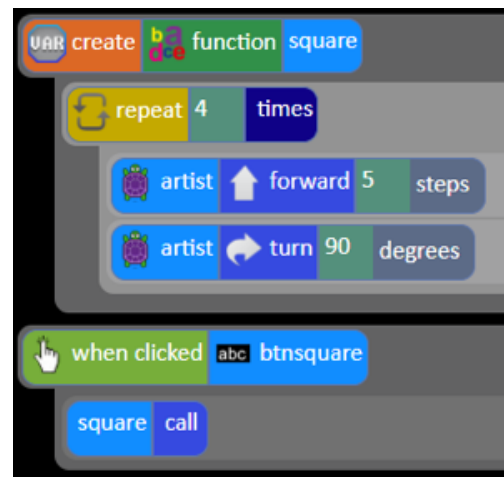 VAR create badce function square
repeat 4 times
artist forward 5 steps
artist turn 90 degrees
when clicked abc btnsquare
square call